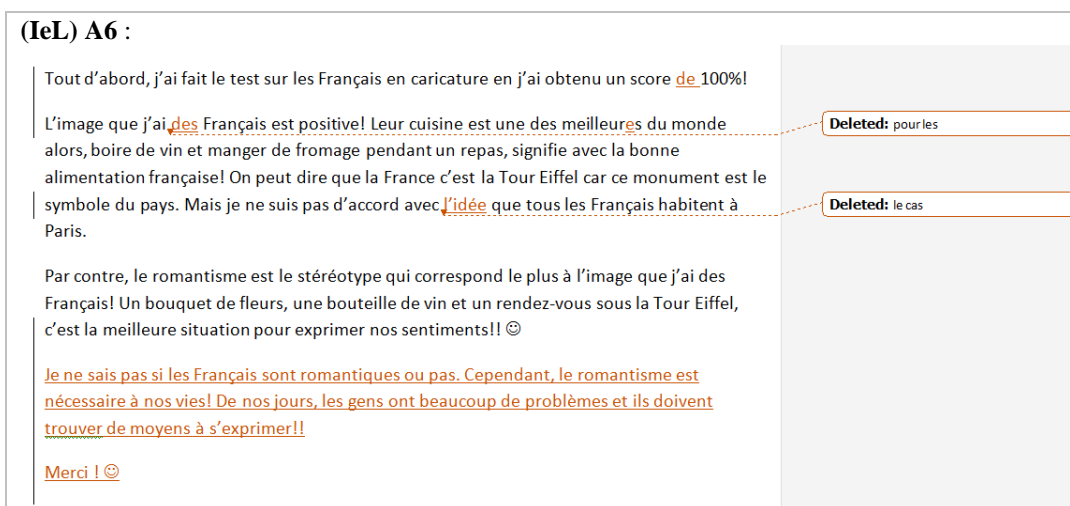 (IeL) A6 :
Tout d’abord, j’ai fait le test sur les Français en caricature en j’ai obtenu un score de 100%!
L’image que j’ai des Français est positive! Leur cuisine est une des meilleures du monde
Deleted: pour les
alors, boire de vin et manger de fromage pendant un repas, signifie avec la bonne
alimentation française! On peut dire que la France c’est la Tour Eiffel car ce monument est le
symbole du pays. Mais je ne suis pas d’accord avec l’idée que tous les Français habitent à
Deleted: le cas
Paris.
Par contre, le romantisme est le stéréotype qui correspond le plus à l’image que j’ai des
Français! Un bouquet de fleurs, une bouteille de vin et un rendez-vous sous la Tour Eiffel,
c’est la meilleure situation pour exprimer nos sentiments!! ☺
Je ne sais pas si les Français sont romantiques ou pas. Cependant, le romantisme est
nécessaire à nos vies! De nos jours, les gens ont beaucoup de problèmes et ils doivent
trouver de moyens à s’exprimer!!
Merci ! ☺